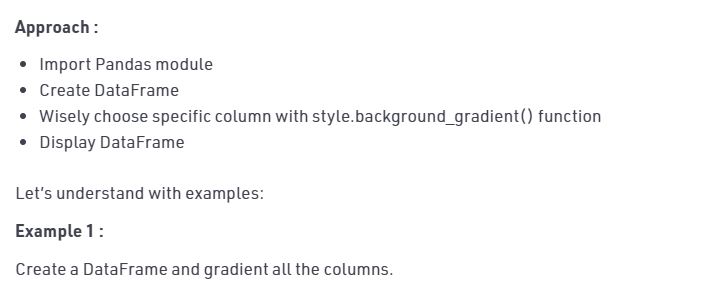 Approach :
• Import Pandas module
• Create DataFrame
• Wisely choose specific column with style.background_gradient() function
• Display DataFrame
Let’s understand with examples:
Example 1 :
Create a DataFrame and gradient all the columns.